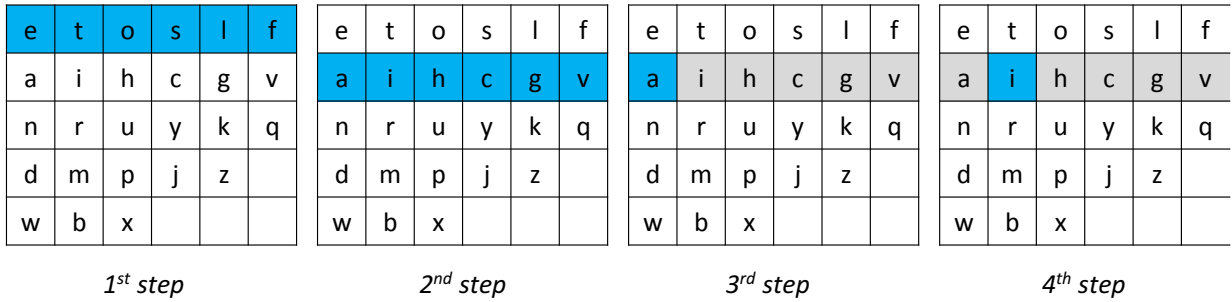 e t o s l f
a i h c g v
n r u y k q
d m p j z
w b x
1st step
e t o s l f
a i h c g v
n r u y k q
d m p j z
w b x
2nd step
e t o s l f
a i h c g v
n r u y k q
d m p j z
w b x
3rd step
e t o s l f
a i h c g v
n r u y k q
d m p j z
w b x
4th step